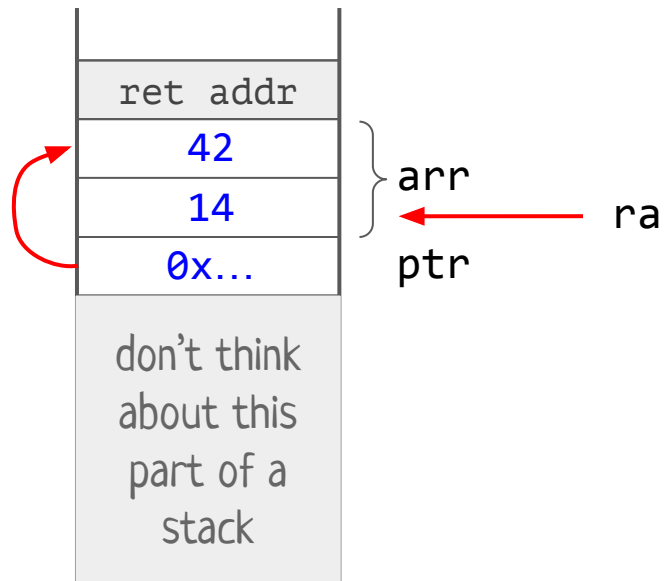 ret addr
42
14
arr
ra
0x...
ptr
don't think
about this
part of a
stack